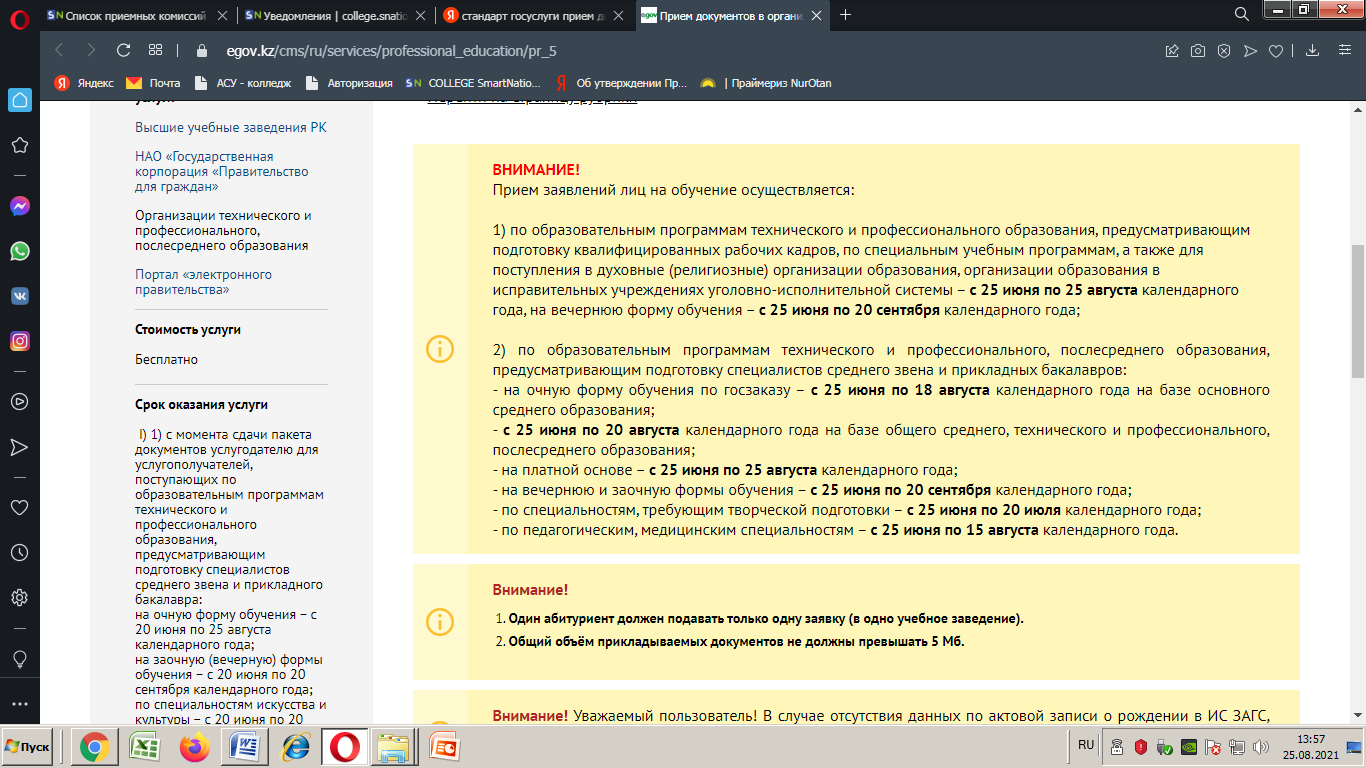 Список приемных комиссий
Уведомления | college.snatio
стандарт госуслуги прием до
Прием документов в органи
egov.kz/cms/ru/services/professional_education/pr_5
Яндекс
Почта
АСУ - колледж
Авторизация
COLLEGE SmartNatio...
Об утверждении Пр...
| Праймериз NurOtan
Высшие учебные заведения РК
НАО «Государственная
корпорация «Правительство
для граждан»
Организации технического и
профессионального,
послесреднего образования
Портал «электронного
правительства»
Стоимость услуги
Бесплатно
Срок оказания услуги
I) 1) с момента сдачи пакета
документов услугодателю для
услугополучателей,
поступающих по
образовательным программам
технического и
профессионального
образования,
предусматривающим
подготовку специалистов
среднего звена и прикладного
бакалавра:
на очную форму обучения – с
20 июня по 25 августа
календарного года;
на заочную (вечернюю) формы
обучения – с 20 июня по 20
сентября календарного года;
по специальностям искусства и
культуры – с 20 июня по 20
ВНИМАНИЕ!
Прием заявлений лиц на обучение осуществляется:
1) по образовательным программам технического и профессионального образования, предусматривающим
подготовку квалифицированных рабочих кадров, по специальным учебным программам, а также для
поступления в духовные (религиозные) организации образования, организации образования в
исправительных учреждениях уголовно-исполнительной системы – с 25 июня по 25 августа календарного
года, на вечернюю форму обучения – с 25 июня по 20 сентября календарного года;
2) по образовательным программам технического и профессионального, послесреднего образования,
предусматривающим подготовку специалистов среднего звена и прикладных бакалавров:
- на очную форму обучения по госзаказу – с 25 июня по 18 августа календарного года на базе основного
среднего образования;
- с 25 июня по 20 августа календарного года на базе общего среднего, технического и профессионального,
послесреднего образования;
- на платной основе – с 25 июня по 25 августа календарного года;
- на вечернюю и заочную формы обучения – с 25 июня по 20 сентября календарного года;
- по специальностям, требующим творческой подготовки – с 25 июня по 20 июля календарного года;
- по педагогическим, медицинским специальностям – с 25 июня по 15 августа календарного года.
Внимание!
1. Один абитуриент должен подавать только одну заявку (в одно учебное заведение).
2. Общий объём прикладываемых документов не должны превышать 5 Мб.
Внимание! Уважаемый пользователь! В случае отсутствия данных по актовой записи о рождении в ИС ЗАГС,
Пуск
RU
13:57
25.08.2021